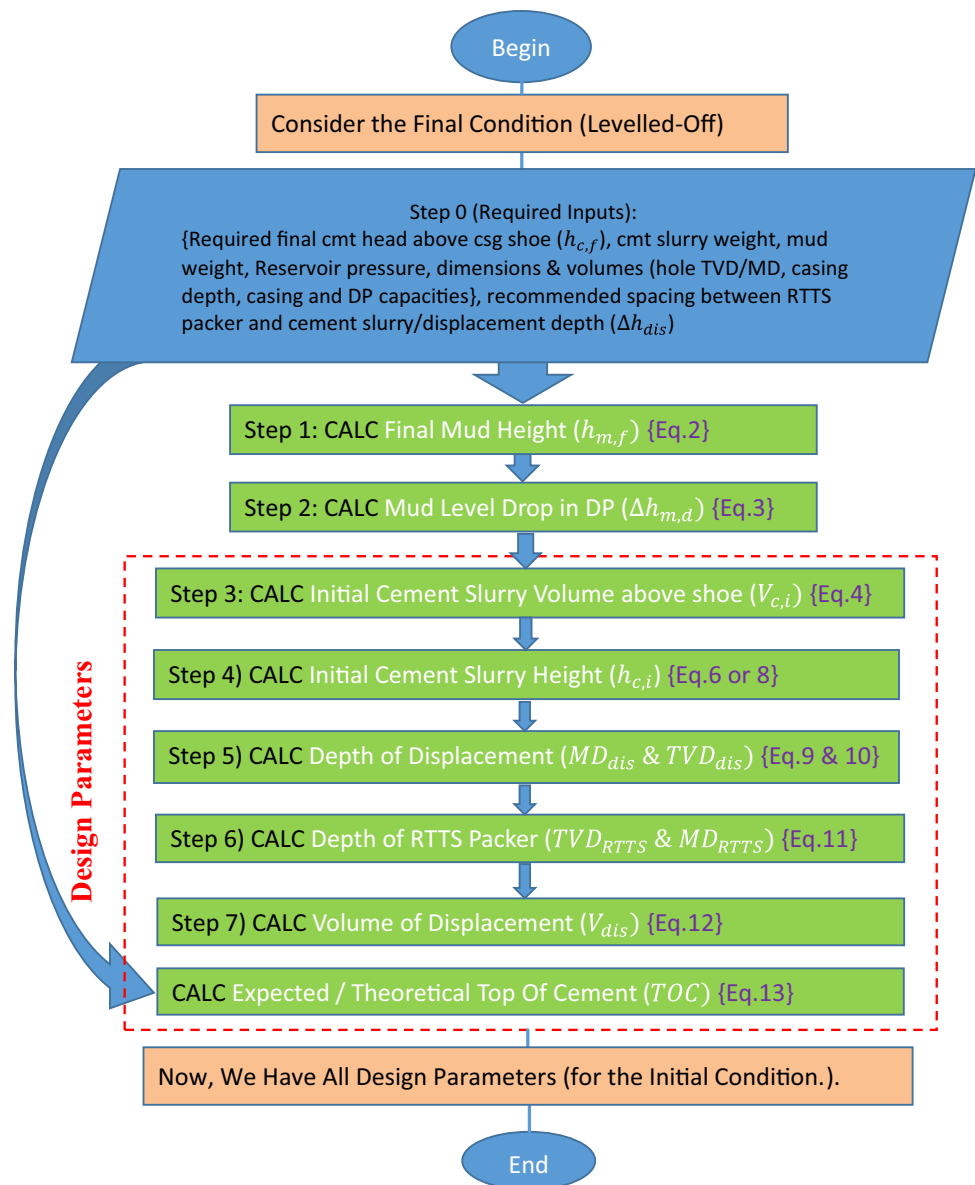 Begin
Consider the Final Condition (Levelled-Off)
Step 0 (Required Inputs):
{Required final cmt head above csg shoe (h_{c,f}), cmt slurry weight, mud
weight, Reservoir pressure, dimensions & volumes (hole TVD/MD, casing
depth, casing and DP capacities}, recommended spacing between RTTS
packer and cement slurry/displacement depth (Δh_{dis})
Step 1: CALC Final Mud Height (h_{m,f}) {Eq.2}
Step 2: CALC Mud Level Drop in DP (Δh_{m,d}) {Eq.3}
Design Parameters
Step 3: CALC Initial Cement Slurry Volume above shoe (V_{c,i}) {Eq.4}
Step 4) CALC Initial Cement Slurry Height (h_{c,i}) {Eq.6 or 8}
Step 5) CALC Depth of Displacement (MD_{dis} & TVD_{dis}) {Eq.9 & 10}
Step 6) CALC Depth of RTTS Packer (TVD_{RTTS} & MD_{RTTS}) {Eq.11}
Step 7) CALC Volume of Displacement (V_{dis}) {Eq.12}
CALC Expected / Theoretical Top Of Cement (TOC) {Eq.13}
Now, We Have All Design Parameters (for the Initial Condition.).
End